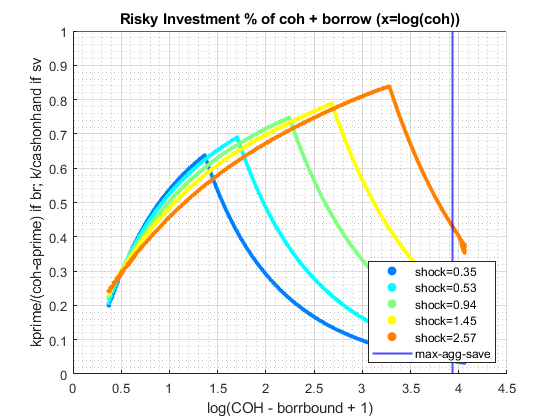 Risky Investment % of coh + borrow (x=log(coh))
kprime/(coh-aprime) if br; k/cashonhand if sv
1
0.9
0.8
0.7
0.6
0.5
0.4
0.3
0.2
0.1
0
0 0.5 1 1.5 2 2.5 3 3.5 4 4.5
log(COH - borrbound + 1)
shock=0.35
shock=0.53
shock=0.94
shock=1.45
shock=2.57
max-agg-save